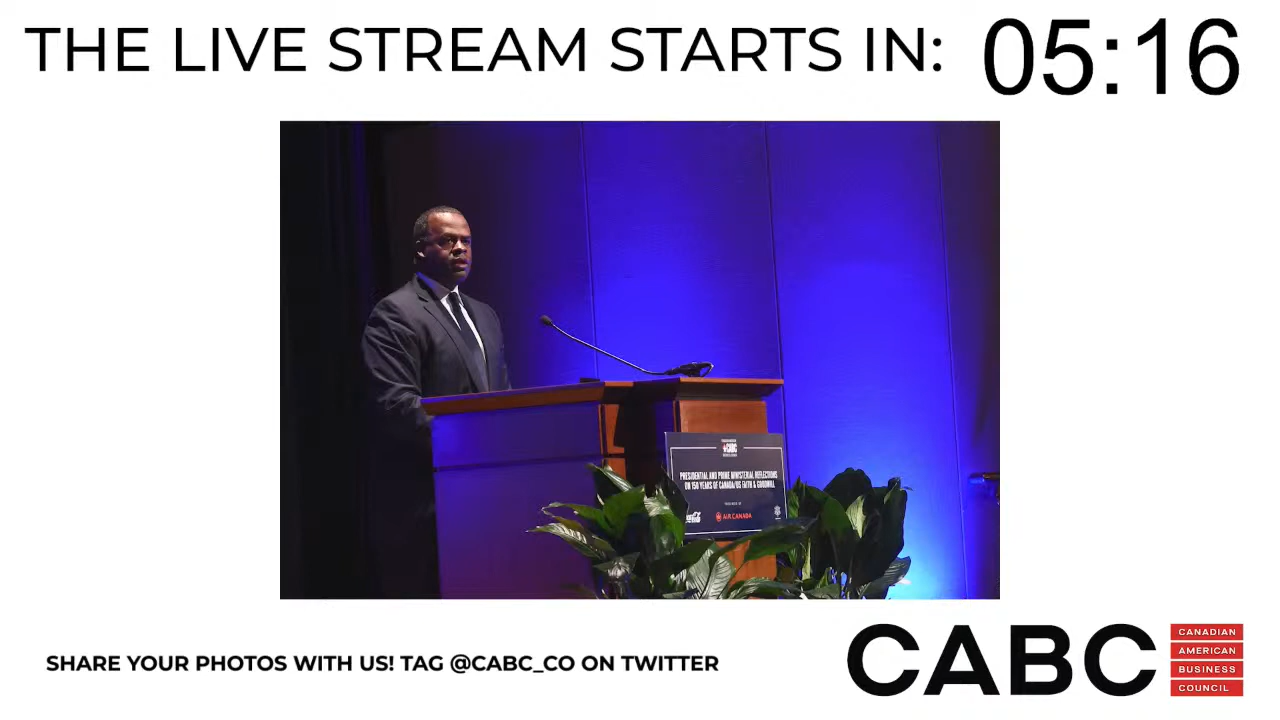 THE LIVE STREAM STARTS IN: 05:16
CABC
PRESIDENTIAL AND PRIME MINISTERIAL REFLECTIONS
ON 150 YEARS OF CANADA/US FAITH & GOODWILL
AIR CANADA
SHARE YOUR PHOTOS WITH US! TAG @CABC_CO ON TWITTER
CABC
CANADIAN
AMERICAN
BUSINESS
COUNCIL